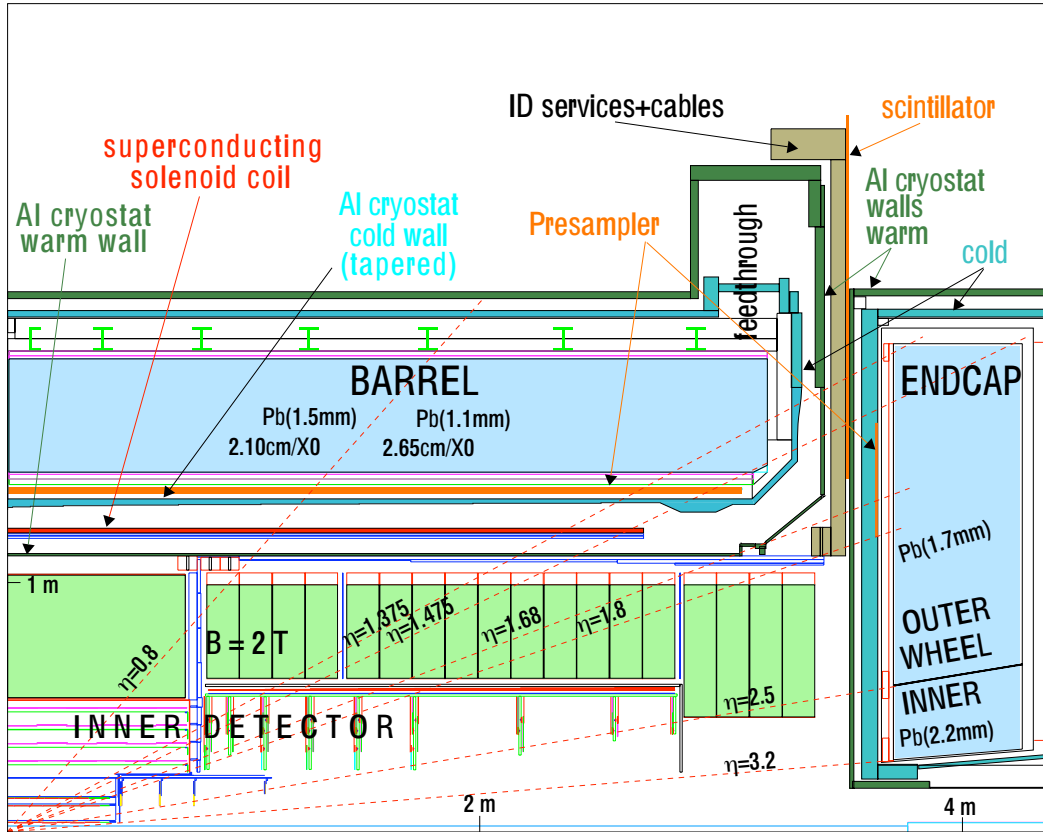 ID services+cables
scintillator
superconducting
solenoid coil
Al cryostat
warm wall
Al cryostat
cold wall
(tapered)
Presampler
feedthrough
Al cryostat
walls
warm
cold
BARREL
Pb(1.5mm)
Pb(1.1mm)
2.10cm/X0
2.65cm/X0
ENDCAP
Pb(1.7mm)
OUTER
WHEEL
INNER
Pb(2.2mm)
1 m
B=2T
η=0.8
η=1.375
η=1.475
η=1.68
η=1.8
η=2.5
η=3.2
INNER DETECTOR
2 m
4 m